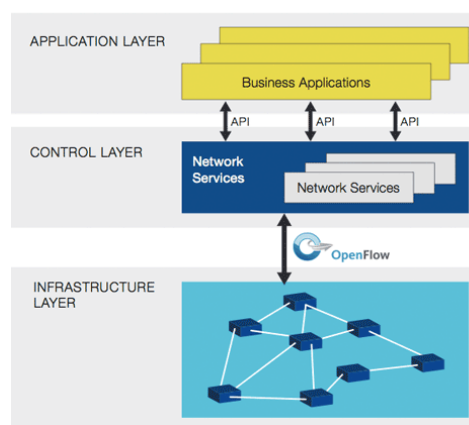 APPLICATION LAYER
Business Applications
API
API
API
CONTROL LAYER
Network
Services
Network Services
OpenFlow
INFRASTRUCTURE
LAYER